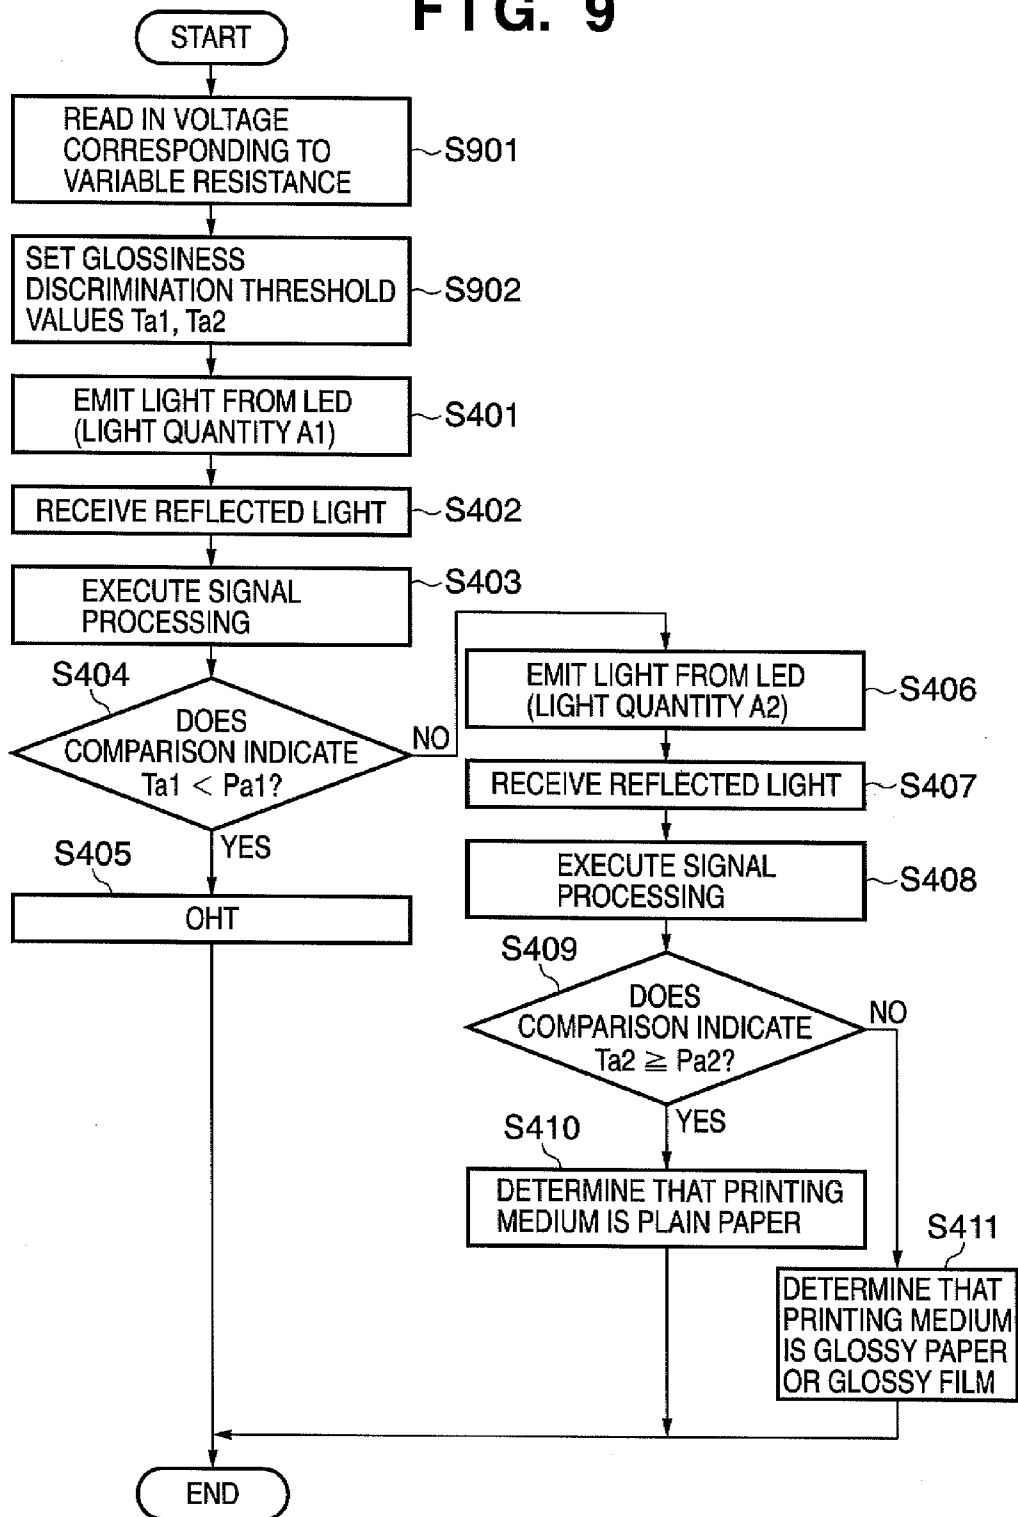 FIG. 9
START
READ IN VOLTAGE
CORRESPONDING TO
VARIABLE RESISTANCE
S901
SET GLOSSINESS
DISCRIMINATION THRESHOLD
VALUES Ta1, Ta2
S902
EMIT LIGHT FROM LED
(LIGHT QUANTITY A1)
S401
RECEIVE REFLECTED LIGHT
S402
EXECUTE SIGNAL
PROCESSING
S403
S404
DOES
COMPARISON INDICATE
Ta1 < Pa1?
NO
YES
S405
OHT
EMIT LIGHT FROM LED
(LIGHT QUANTITY A2)
S406
RECEIVE REFLECTED LIGHT
S407
EXECUTE SIGNAL
PROCESSING
S408
S409
DOES
COMPARISON INDICATE
Ta2 ≧ Pa2?
NO
YES
S410
DETERMINE THAT PRINTING
MEDIUM IS PLAIN PAPER
S411
DETERMINE THAT
PRINTING MEDIUM
IS GLOSSY PAPER
OR GLOSSY FILM
END